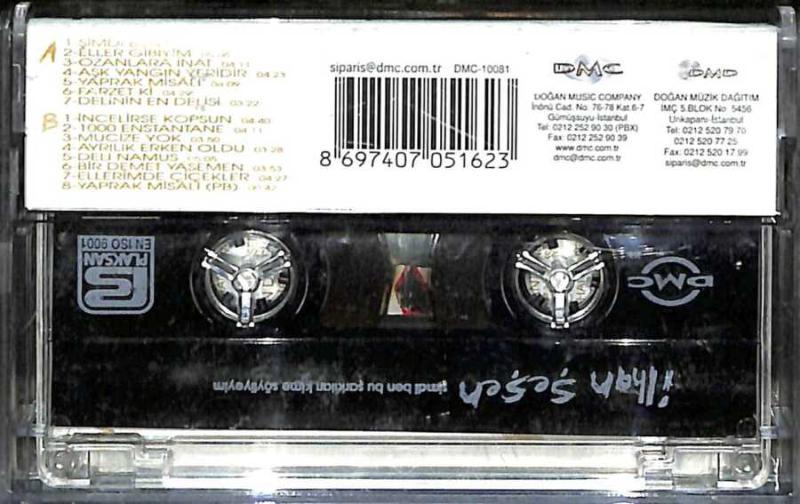 A
1-ŞİMDİ
2-ELLER GİBİYİM
3-OZANLARA İNAT 04:11
4-AŞK YANGIN YERİDİR 04:23
5-YAPRAK MİSALİ 04:09
6-FARZET Kİ
7-DELİNİN EN DELİSİ 03:22
B
1-İNCELİRSE KOPSUN 04:40
2-1000 ENSTANTANE 04:11
3-MUCİZE YOK 03:50
4-AYRILIK ERKEN OLDU 03:28
5-DELİ NAMUS 05:05
6-BİR DEMET YASEMEN 03:53
7-ELLERİMDE ÇİÇEKLER 04:27
8-YAPRAK MİSALİ (PB) 00:47
siparis@dmc.com.tr DMC-10081
8 697407 051623
DMC
DOĞAN MUSIC COMPANY
İnönü Cad. No: 76-78 Kat.6-7
Gümüşsuyu-İstanbul
Tel: 0212 252 90 30 (PBX)
Fax: 0212 252 90 39
www.dmc.com.tr
dmc@dmc.com.tr
DMD
DOĞAN MÜZİK DAĞITIM
İMÇ 5.BLOK No 5456
Unkapanı-İstanbul
Tel: 0212 520 79 70
0212 520 77 25
Fax: 0212 520 17 99
siparis@dmc.com.tr
PLAKSAN
EN ISO 9001
DMC
ilhan Şeşen
şimdi ben bu şarkıları kime söyliyeyim